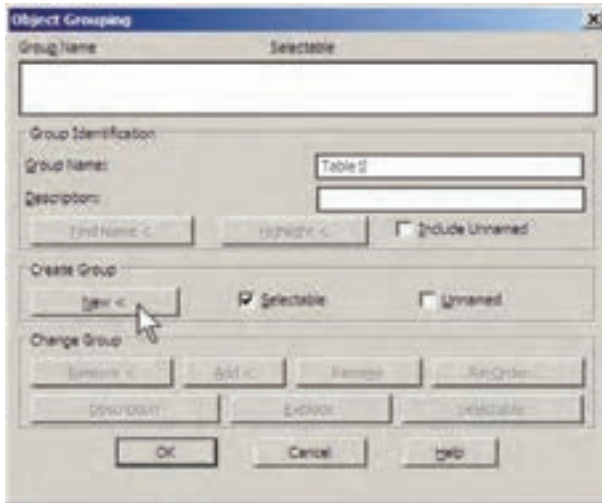 Object Grouping
Group Name Selectable
Group Identification
Group Name: Table
Description:
Find Name < Highlight < Include Unnamed
Create Group
New < Selectable Unnamed
Change Group
Remove < Add < Rename Re-Order...
Description Explode Selectable
OK Cancel Help